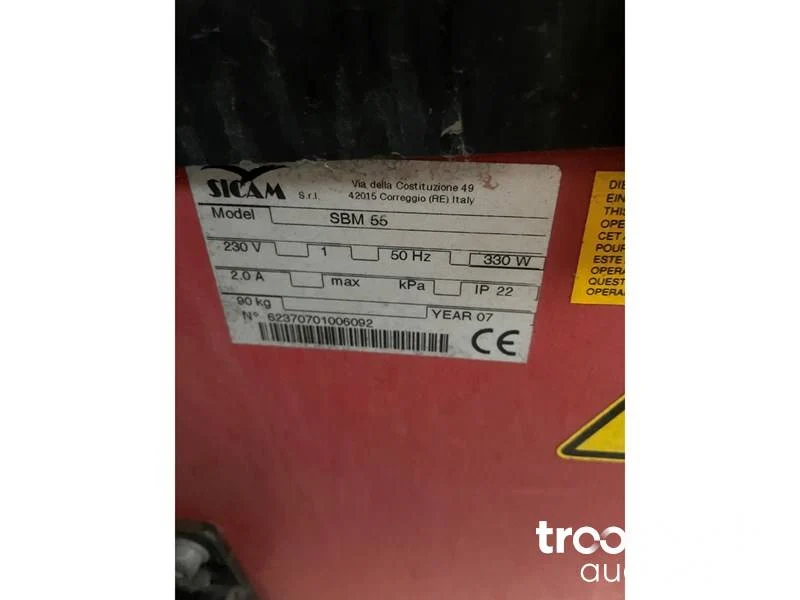 SICAM S.r.l. Via della Costituzione 49
42015 Correggio (RE) Italy
Model SBM 55
230 V 1 50 Hz 330 W
2.0 A max kPa IP 22
90 kg YEAR 07
N° 62370701006092
CE
DIE
EIN
THIS
OPE
CET A
POUR
ESTE
OPERA
QUEST
OPERA
troo
au